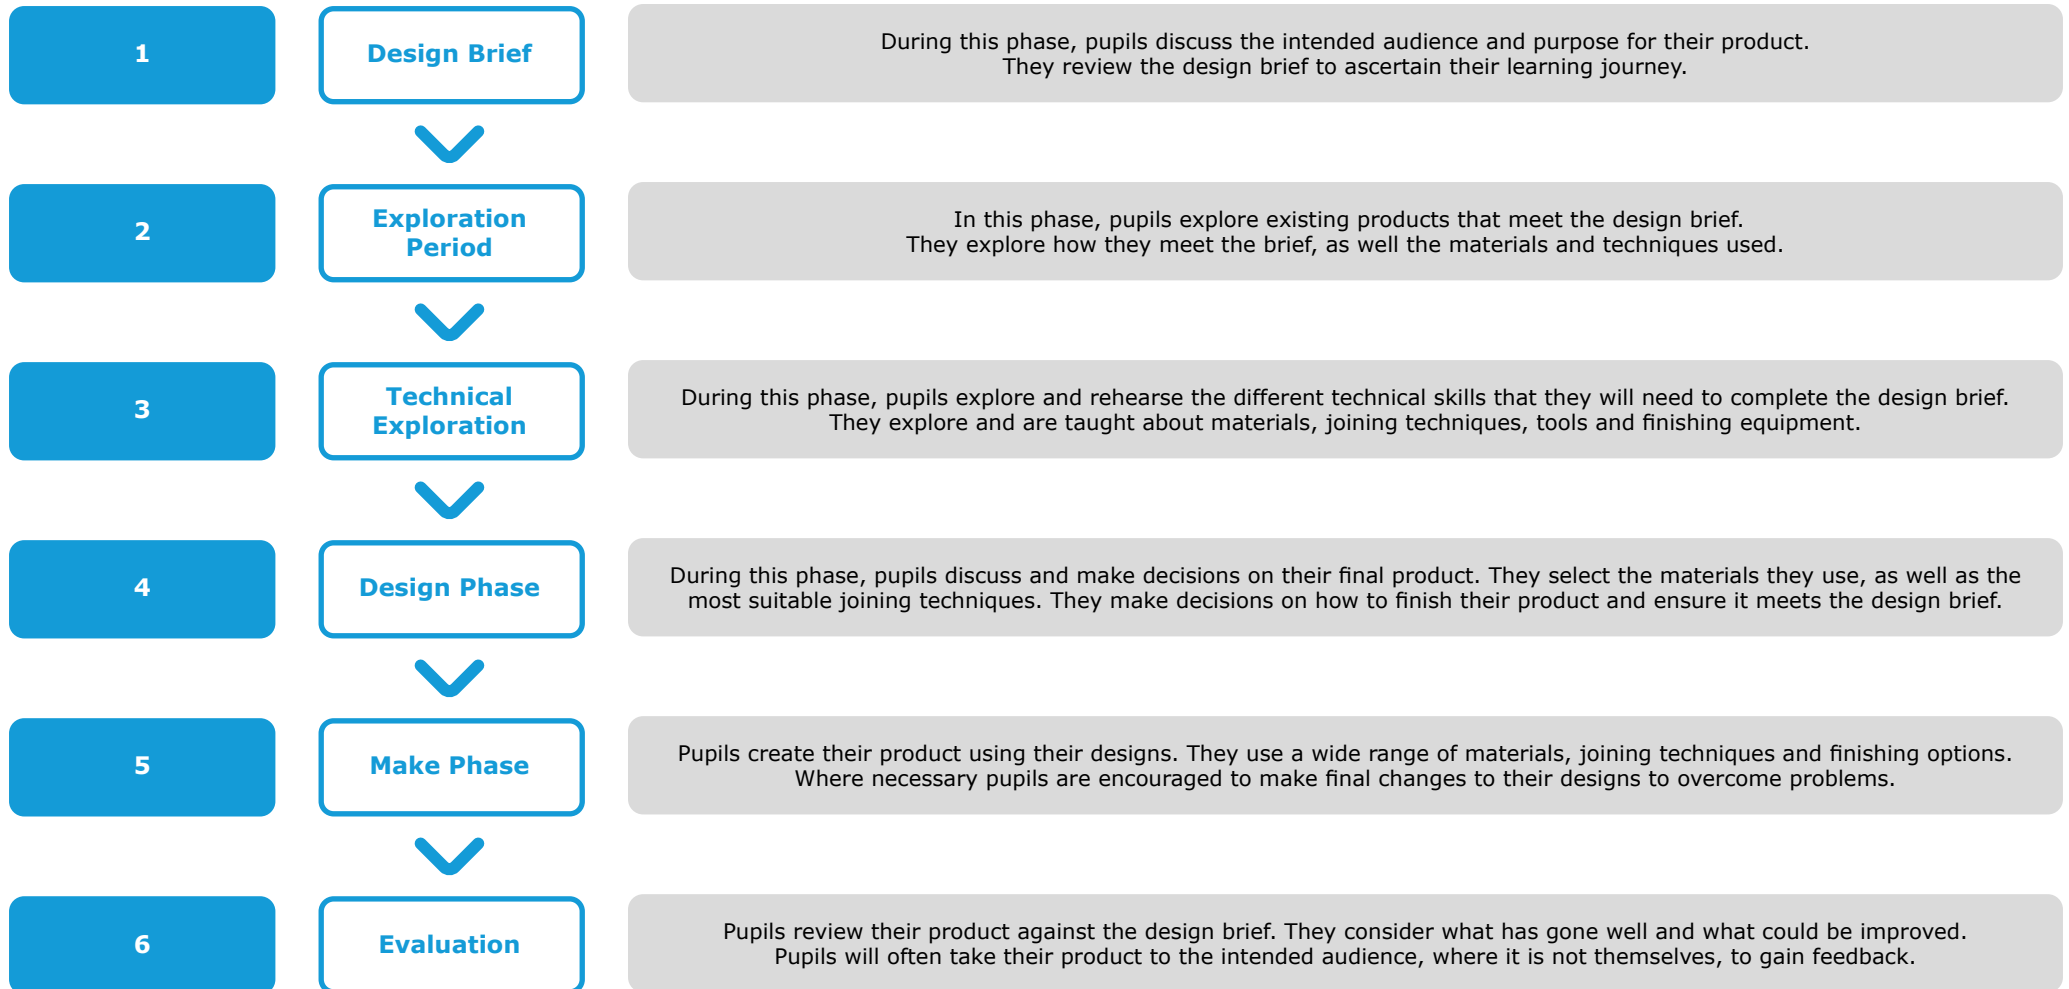 1
Design Brief
During this phase, pupils discuss the intended audience and purpose for their product.
They review the design brief to ascertain their learning journey.
2
Exploration
Period
In this phase, pupils explore existing products that meet the design brief.
They explore how they meet the brief, as well the materials and techniques used.
3
Technical
Exploration
During this phase, pupils explore and rehearse the different technical skills that they will need to complete the design brief.
They explore and are taught about materials, joining techniques, tools and finishing equipment.
4
Design Phase
During this phase, pupils discuss and make decisions on their final product. They select the materials they use, as well as the
most suitable joining techniques. They make decisions on how to finish their product and ensure it meets the design brief.
5
Make Phase
Pupils create their product using their designs. They use a wide range of materials, joining techniques and finishing options.
Where necessary pupils are encouraged to make final changes to their designs to overcome problems.
6
Evaluation
Pupils review their product against the design brief. They consider what has gone well and what could be improved.
Pupils will often take their product to the intended audience, where it is not themselves, to gain feedback.